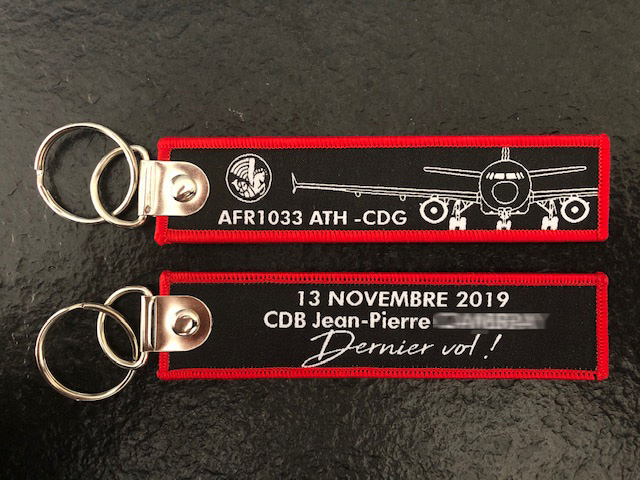 AFR1033 ATH -CDG
13 NOVEMBRE 2019
CDB Jean-Pierre
Dernier vol !